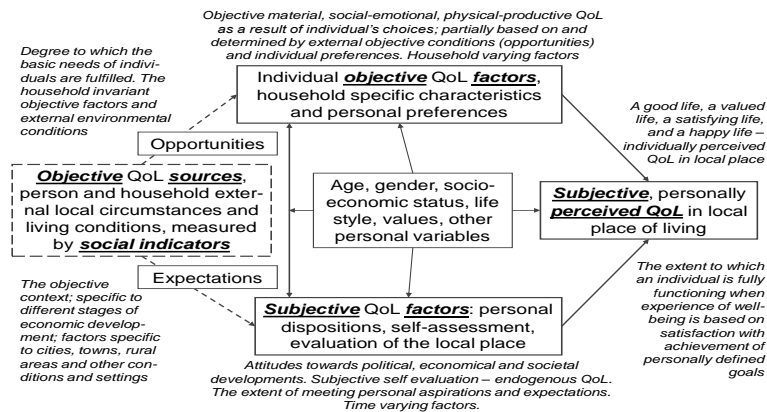 Objective material, social-emotional, physical-productive QoL
as a result of individual's choices; partially based on and
determined by external objective conditions (opportunities)
and individual preferences. Household varying factors
Degree to which the
basic needs of indivi-
duals are fulfilled. The
household invariant
objective factors and
external environmental
conditions
Individual objective QoL factors,
household specific characteristics
and personal preferences
A good life, a valued
life, a satisfying life,
and a happy life –
individually perceived
QoL in local place
Opportunities
Objective QoL sources,
person and household exter-
nal local circumstances and
living conditions, measured
by social indicators
Age, gender, socio-
economic status, life
style, values, other
personal variables
Subjective, personally
perceived QoL in local
place of living
Expectations
The objective
context; specific to
different stages of
economic develop-
ment; factors specific
to cities, towns, rural
areas and other con-
ditions and settings
Subjective QoL factors: personal
dispositions, self-assessment,
evaluation of the local place
The extent to which
an individual is fully
functioning when
experience of well-
being is based on
satisfaction with
achievement of
personally defined
goals
Attitudes towards political, economical and societal
developments. Subjective self evaluation – endogenous QoL.
The extent of meeting personal aspirations and expectations.
Time varying factors.